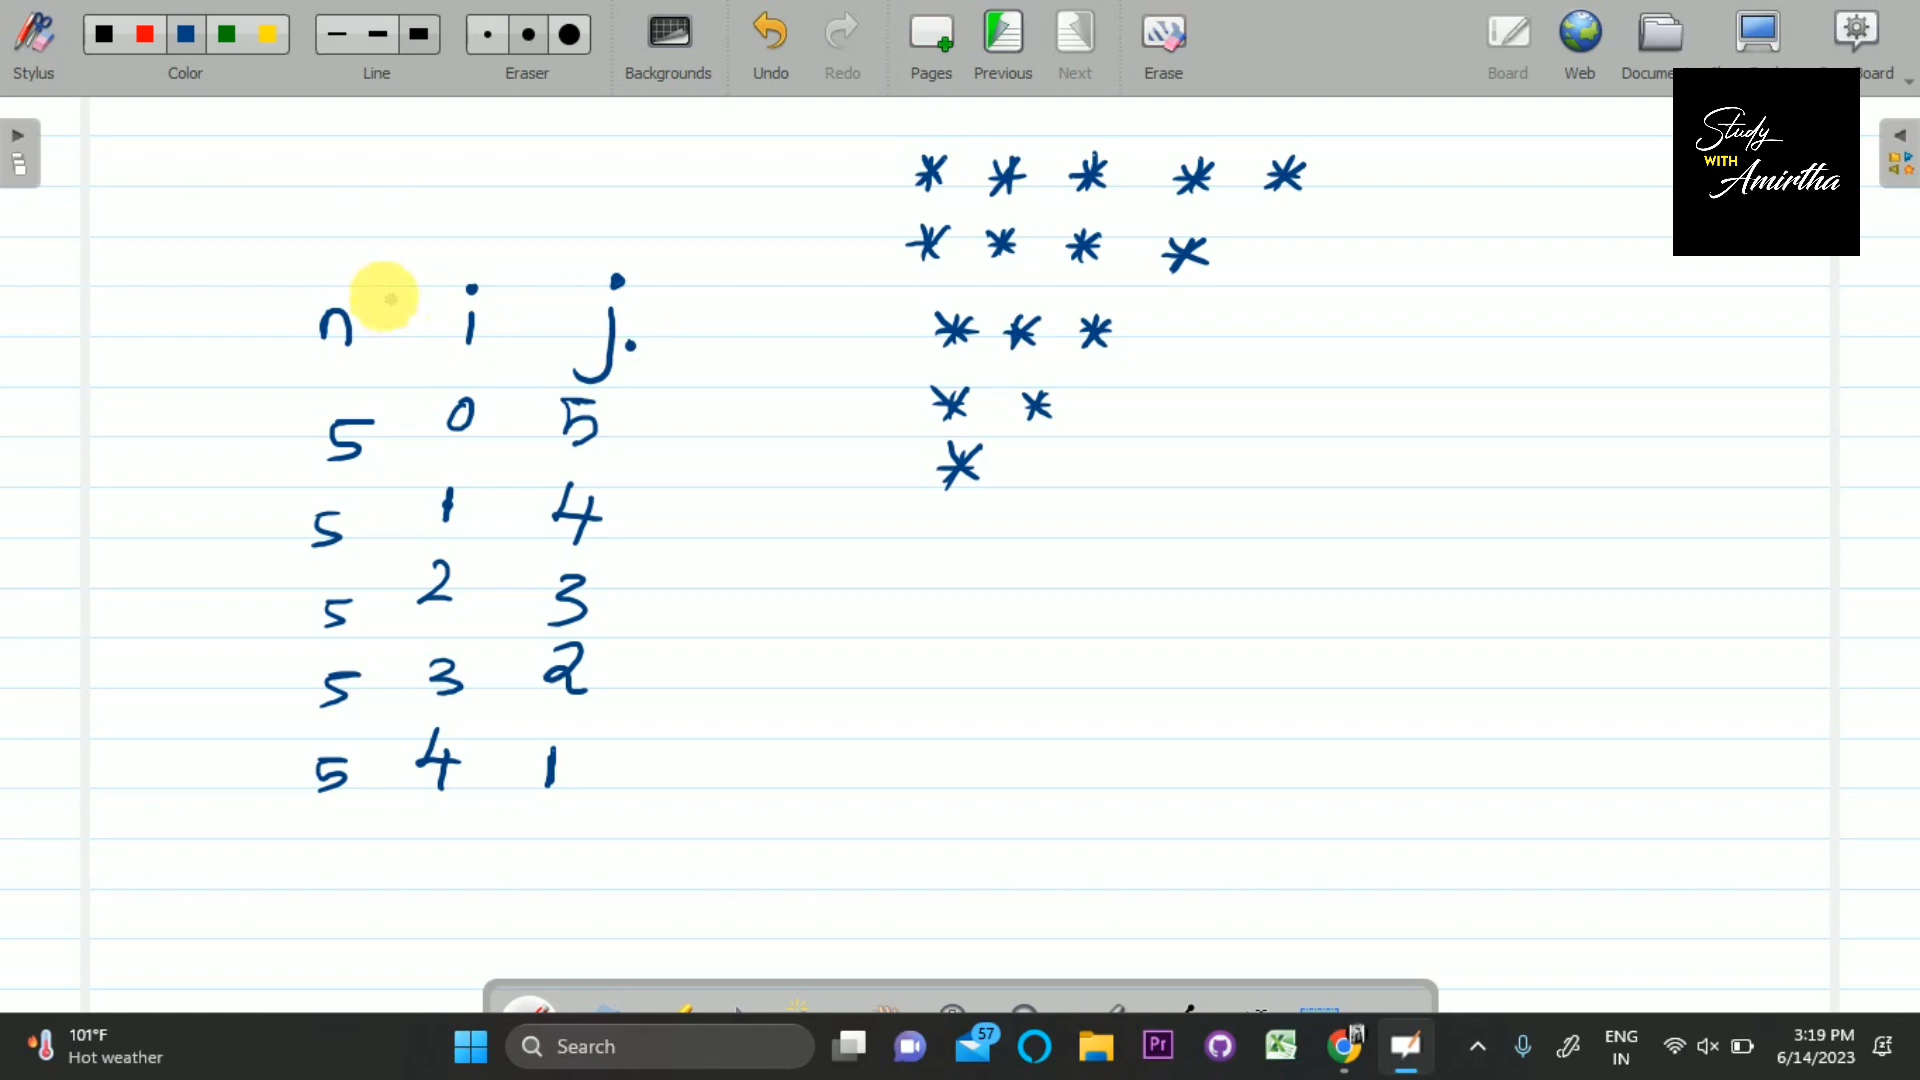 Stylus Color Line Eraser Backgrounds Undo Redo Pages Previous Next Erase Board Web
Study
WITH
Amirtha
* * * * *
* * * *
* * *
* *
*
n i j.
5 0 5
5 1 4
5 2 3
5 3 2
5 4 1
101°F
Hot weather
Search
57
Pr
ENG
IN
3:19 PM
6/14/2023